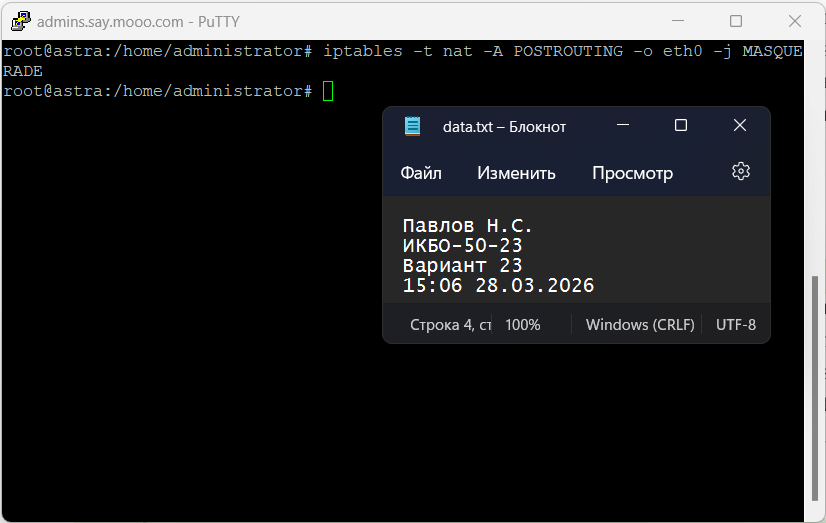 admins.say.mooo.com - PuTTY
root@astra:/home/administrator# iptables -t nat -A POSTROUTING -o eth0 -j MASQUE
RADE
root@astra:/home/administrator#
data.txt – Блокнот
Файл Изменить Просмотр
Павлов Н.С.
ИКБО-50-23
Вариант 23
15:06 28.03.2026
Строка 4, ст 100% Windows (CRLF) UTF-8